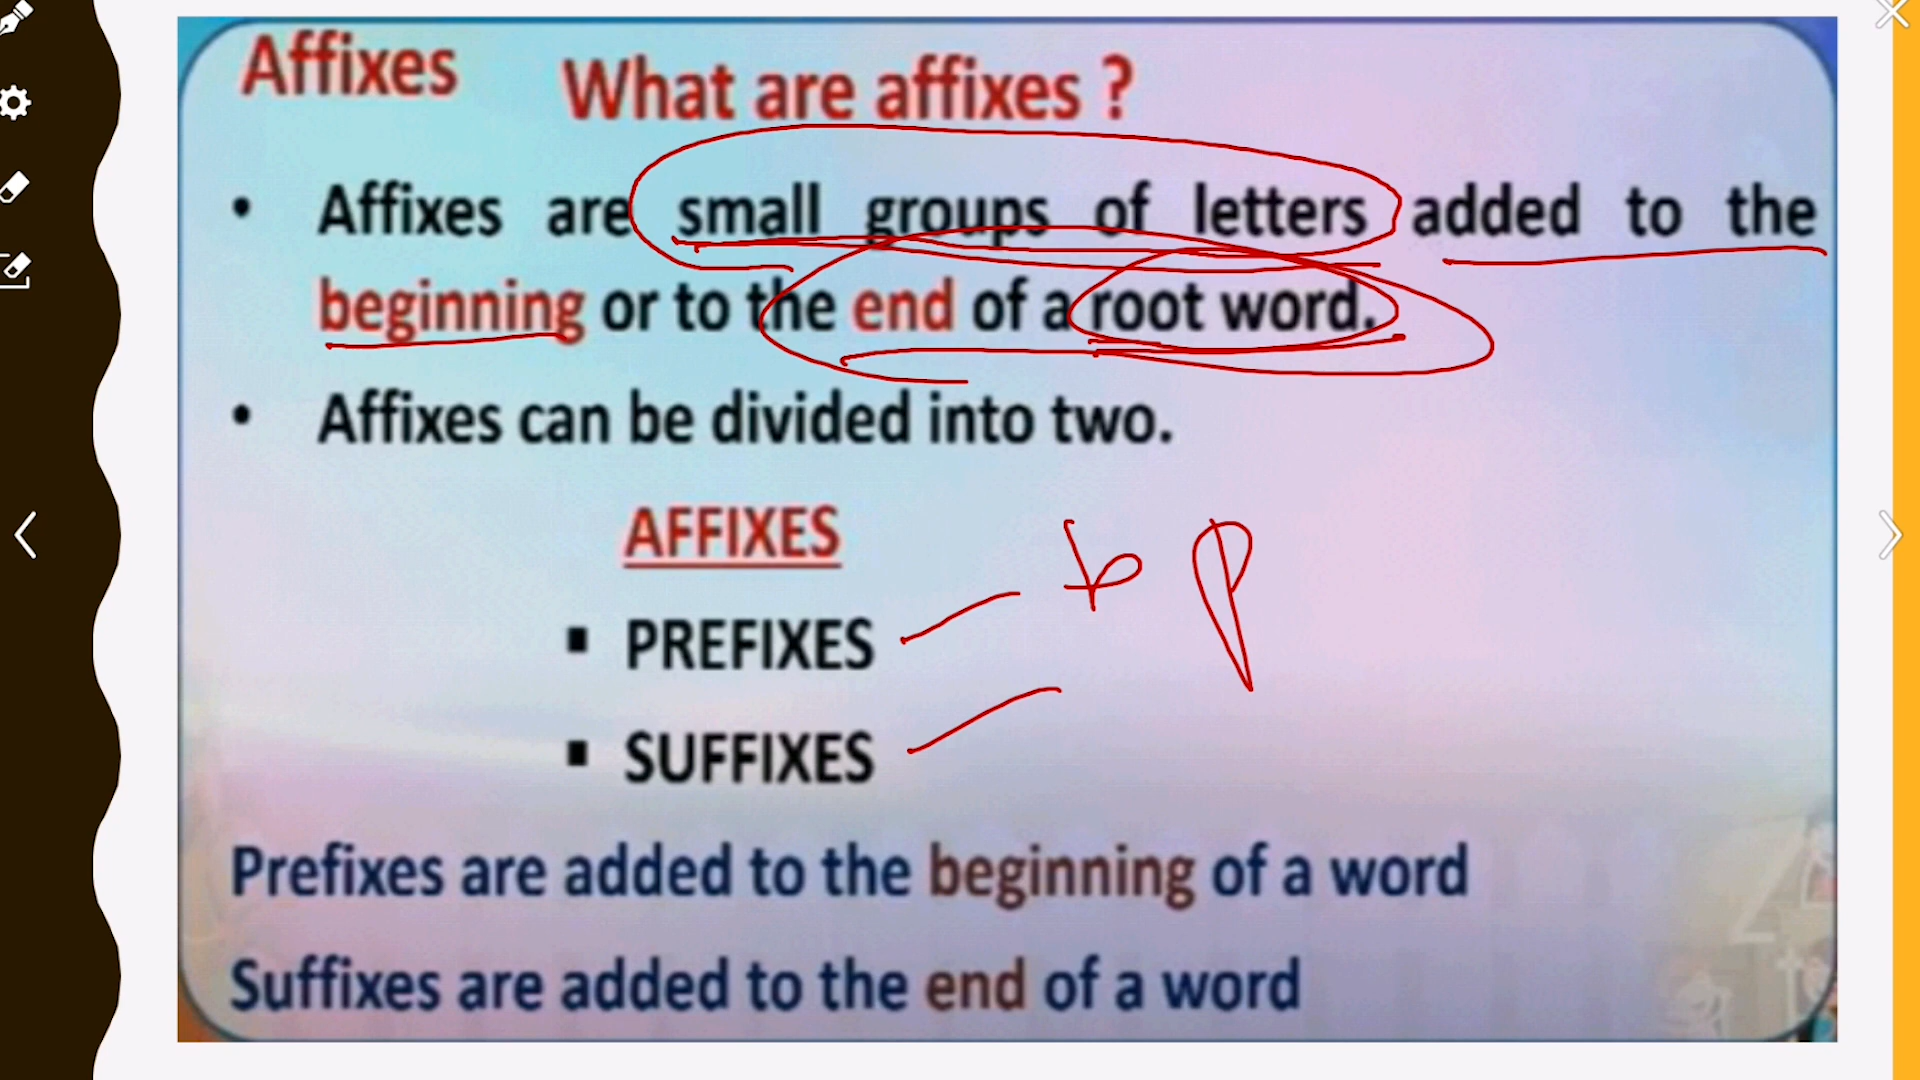 Affixes
What are affixes ?
• Affixes are small groups of letters added to the
beginning or to the end of a root word.
• Affixes can be divided into two.
AFFIXES
▪ PREFIXES
▪ SUFFIXES
Prefixes are added to the beginning of a word
Suffixes are added to the end of a word